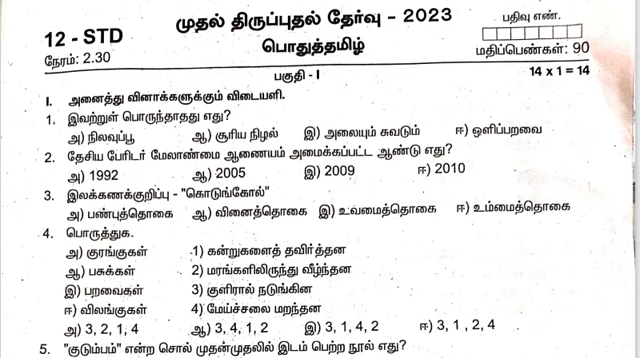 முதல் திருப்புதல் தேர்வு - 2023
பதிவு எண்.
12 - STD
பொதுத்தமிழ்
நேரம்: 2.30
மதிப்பெண்கள்: 90
பகுதி - I
14 x 1 = 14
I. அனைத்து வினாக்களுக்கும் விடையளி.
1. இவற்றுள் பொருந்தாதது எது?
அ) நிலவுப்பூ ஆ) சூரிய நிழல் இ) அலையும் சுவடும் ஈ) ஒளிப்பறவை
2. தேசிய பேரிடர் மேலாண்மை ஆணையம் அமைக்கப்பட்ட ஆண்டு எது?
அ) 1992 ஆ) 2005 இ) 2009 ஈ) 2010
3. இலக்கணக்குறிப்பு - "கொடுங்கோல்"
அ) பண்புத்தொகை ஆ) வினைத்தொகை இ) உவமைத்தொகை ஈ) உம்மைத்தொகை
4. பொருத்துக.
அ) குரங்குகள் 1) கன்றுகளைத் தவிர்த்தன
ஆ) பசுக்கள் 2) மரங்களிலிருந்து வீழ்ந்தன
இ) பறவைகள் 3) குளிரால் நடுங்கின
ஈ) விலங்குகள் 4) மேய்ச்சலை மறந்தன
அ) 3, 2, 1, 4 ஆ) 3, 4, 1, 2 இ) 3, 1, 4, 2 ஈ) 3, 1 , 2, 4
5. "குடும்பம்" என்ற சொல் முதன்முதலில் இடம் பெற்ற நூல் எது?